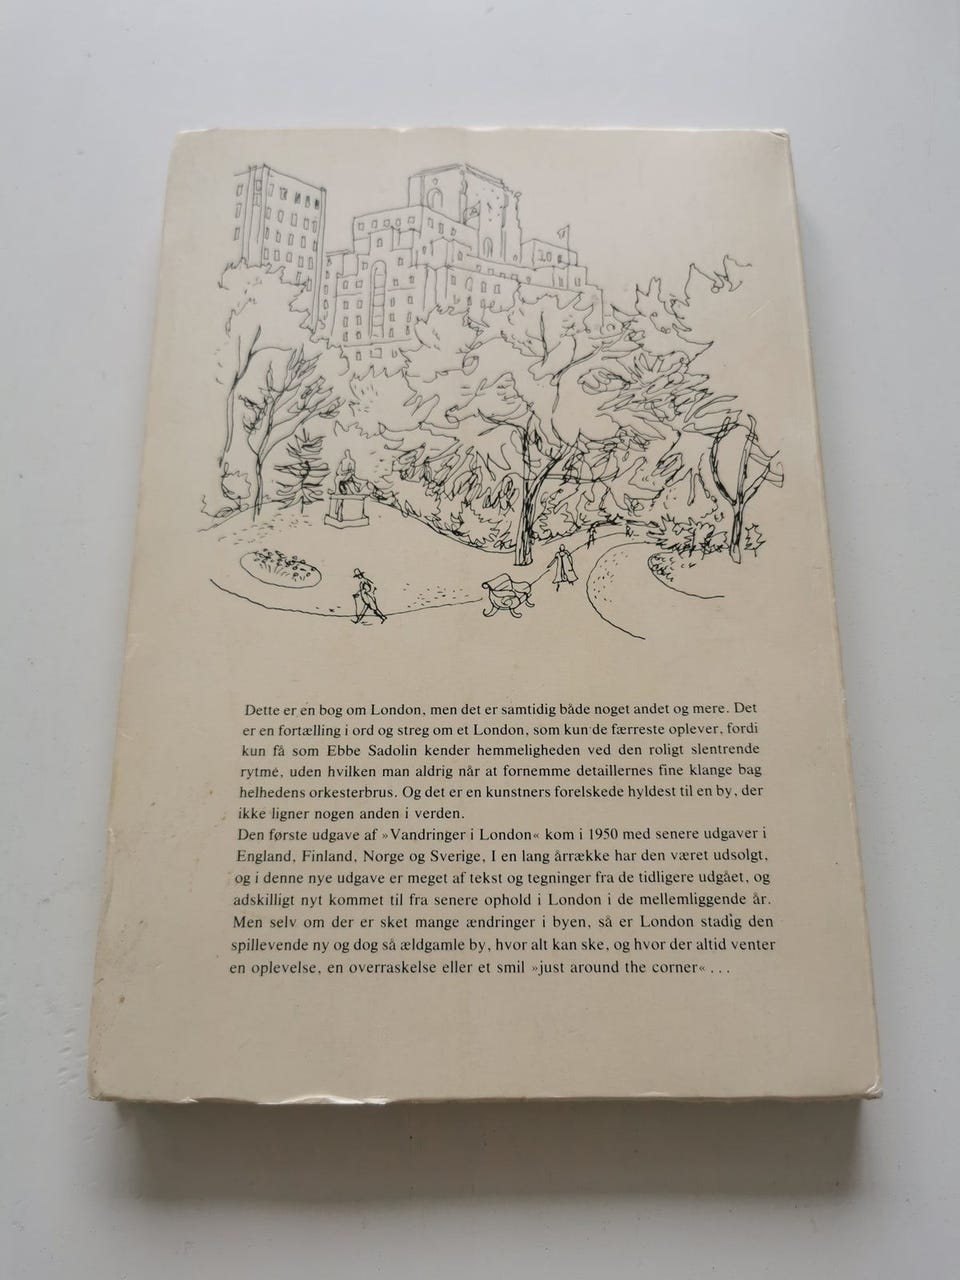 Dette er en bog om London, men det er samtidig både noget andet og mere. Det
er en fortælling i ord og streg om et London, som kun de færreste oplever, fordi
kun få som Ebbe Sadolin kender hemmeligheden ved den roligt slentrende
rytme, uden hvilken man aldrig når at fornemme detaillernes fine klange bag
helhedens orkesterbrus. Og det er en kunstners forelskede hyldest til en by, der
ikke ligner nogen anden i verden.
Den første udgave af »Vandringer i London« kom i 1950 med senere udgaver i
England, Finland, Norge og Sverige, I en lang årrække har den været udsolgt,
og i denne nye udgave er meget af tekst og tegninger fra de tidligere udgået, og
adskilligt nyt kommet til fra senere ophold i London i de mellemliggende år.
Men selv om der er sket mange ændringer i byen, så er London stadig den
spillevende ny og dog så ældgamle by, hvor alt kan ske, og hvor der altid venter
en oplevelse, en overraskelse eller et smil »just around the corner« . . .